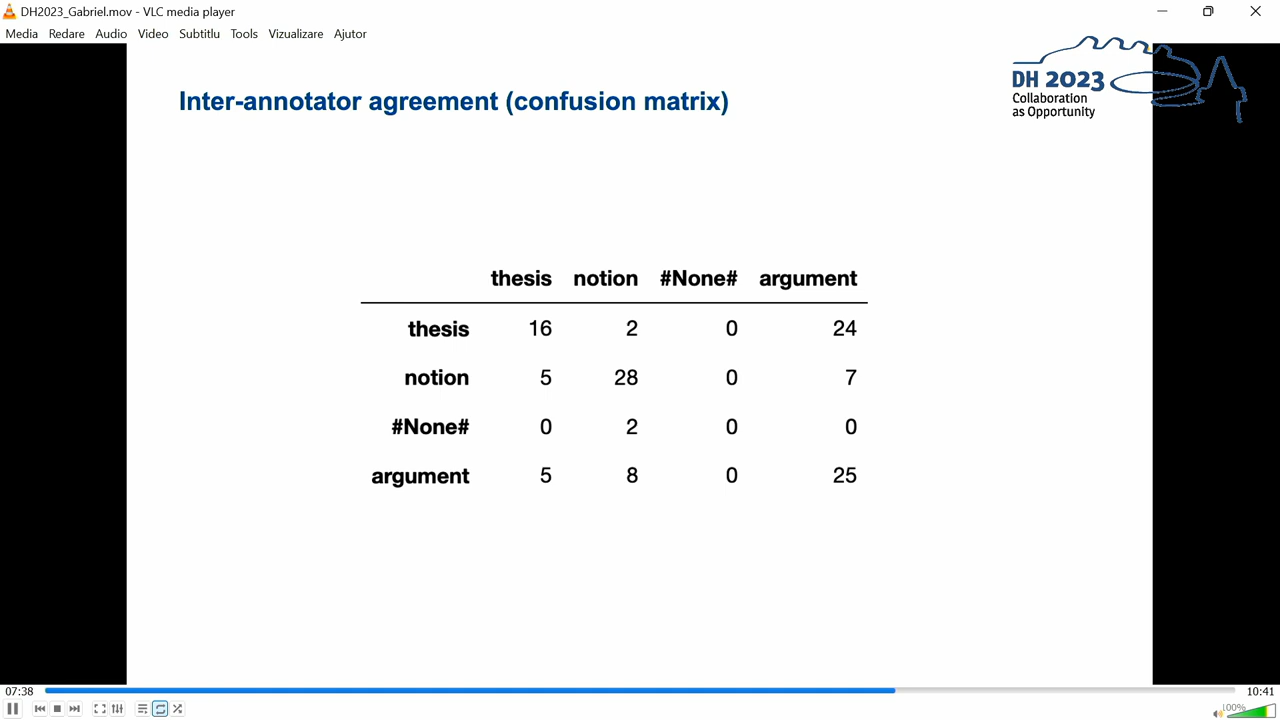 DH2023_Gabriel.mov - VLC media player
Media Redare Audio Video Subtitlu Tools Vizualizare Ajutor
DH 2023
Collaboration
as Opportunity
Inter-annotator agreement (confusion matrix)
thesis notion #None# argument
thesis 16 2 0 24
notion 5 28 0 7
#None# 0 2 0 0
argument 5 8 0 25
07:38 10:41
100%